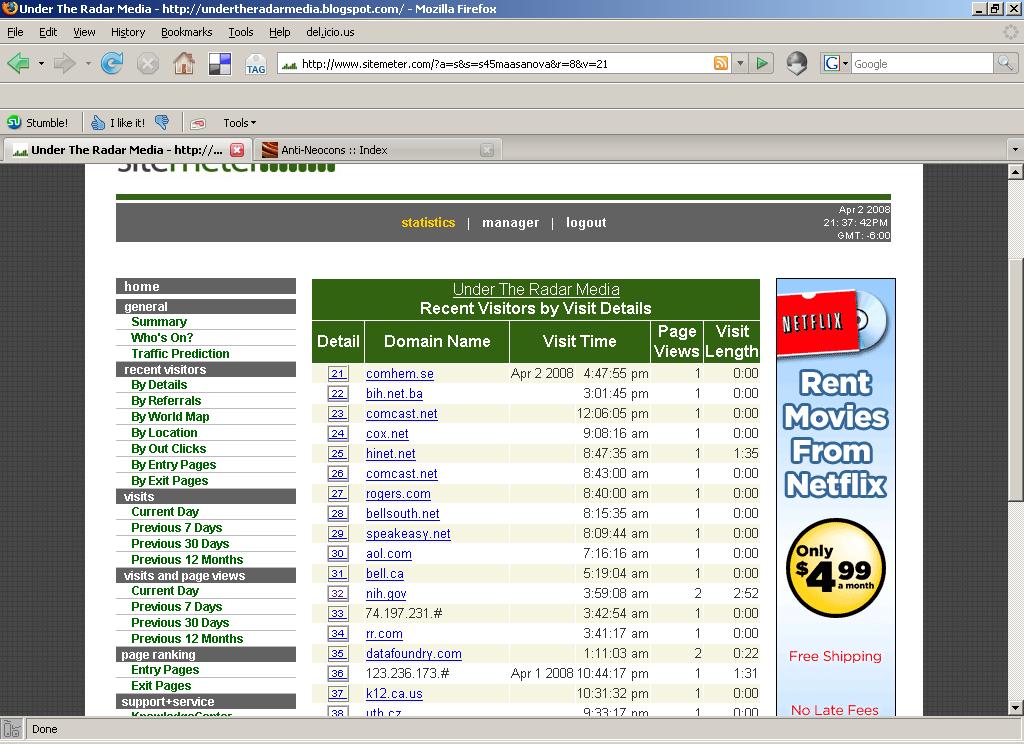 Under The Radar Media - http://undertheradarmedia.blogspot.com/ - Mozilla Firefox
File Edit View History Bookmarks Tools Help del.icio.us
TAG http://www.sitemeter.com/?a=s&s=s45maasanova&r=8&v=21 G Google
Stumble! I like it! Tools
Under The Radar Media - http://... Anti-Neocons :: Index
sitemeter
statistics | manager | logout
Apr 2 2008
21: 37: 42PM
GMT: -6:00
home
general
Summary
Who's On?
Traffic Prediction
recent visitors
By Details
By Referrals
By World Map
By Location
By Out Clicks
By Entry Pages
By Exit Pages
visits
Current Day
Previous 7 Days
Previous 30 Days
Previous 12 Months
visits and page views
Current Day
Previous 7 Days
Previous 30 Days
Previous 12 Months
page ranking
Entry Pages
Exit Pages
support+service
KnowledgeCenter
Under The Radar Media
Recent Visitors by Visit Details
Detail Domain Name Visit Time Page Views Visit Length
21 comhem.se Apr 2 2008 4:47:55 pm 1 0:00
22 bih.net.ba 3:01:45 pm 1 0:00
23 comcast.net 12:06:05 pm 1 0:00
24 cox.net 9:08:16 am 1 0:00
25 hinet.net 8:47:35 am 1 1:35
26 comcast.net 8:43:00 am 1 0:00
27 rogers.com 8:40:00 am 1 0:00
28 bellsouth.net 8:15:35 am 1 0:00
29 speakeasy.net 8:09:44 am 1 0:00
30 aol.com 7:16:16 am 1 0:00
31 bell.ca 5:19:04 am 1 0:00
32 nih.gov 3:59:08 am 2 2:52
33 74.197.231.# 3:42:54 am 1 0:00
34 rr.com 3:41:17 am 1 0:00
35 datafoundry.com 1:11:03 am 2 0:22
36 123.236.173.# Apr 1 2008 10:44:17 pm 1 1:31
37 k12.ca.us 10:31:32 pm 1 0:00
38 uth.cz 9:33:17 pm 1 0:00
NETFLIX
Rent
Movies
From
Netflix
Only
$4.99
a month
Free Shipping
No Late Fees
Done